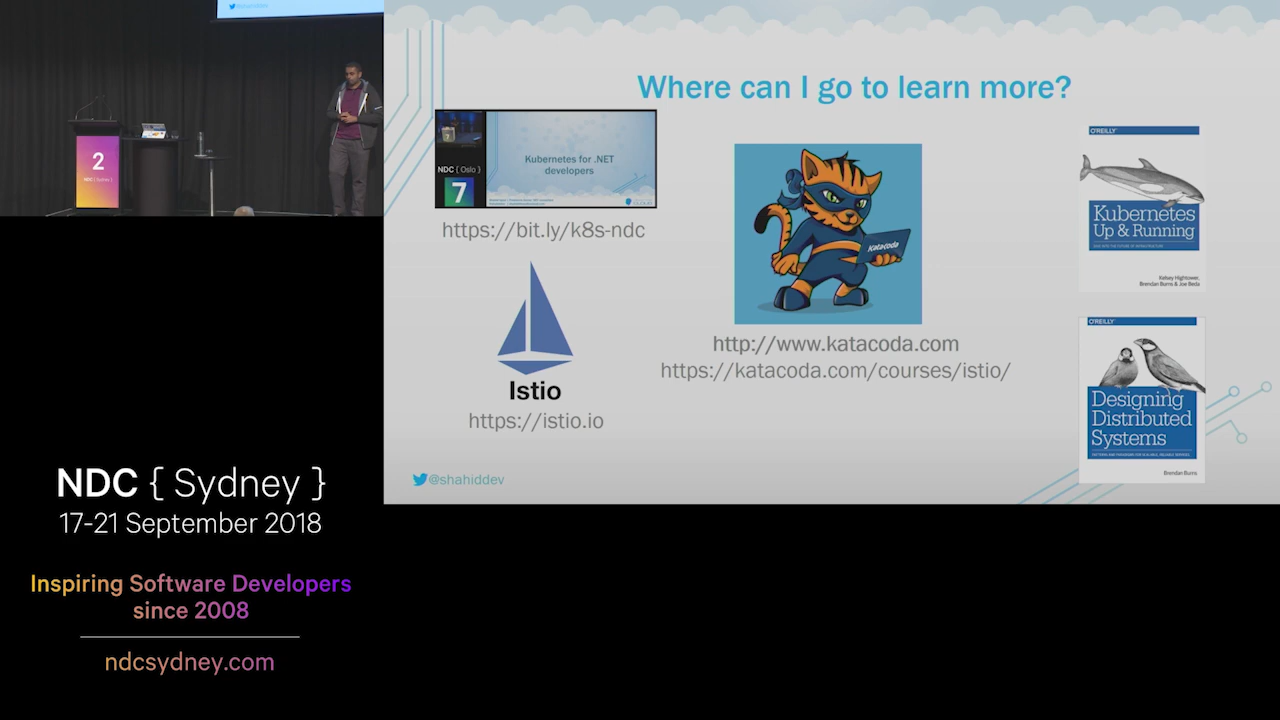 @shahiddev
2
NDC { Sydney }
Where can I go to learn more?
NDC { Oslo }
7
Kubernetes for .NET
developers
https://bit.ly/k8s-ndc
Istio
https://istio.io
Katacoda
http://www.katacoda.com
https://katacoda.com/courses/istio/
O'REILLY
Kubernetes
Up & Running
Kelsey Hightower,
Brendan Burns & Joe Beda
O'REILLY
Designing
Distributed
Systems
Brendan Burns
@shahiddev
NDC { Sydney }
17-21 September 2018
Inspiring Software Developers
since 2008
ndcsydney.com